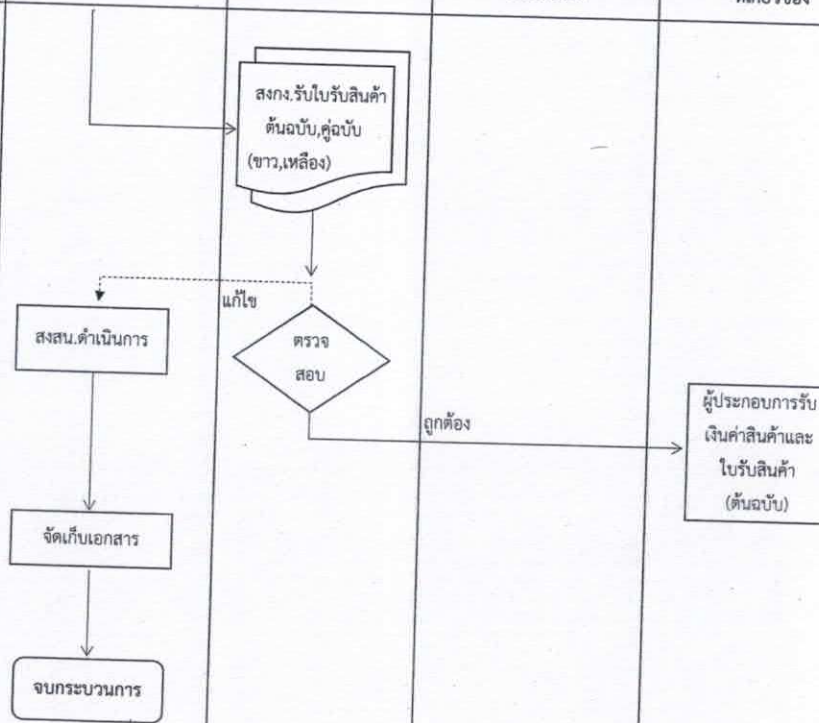 สงกง.รับใบรับสินค้า
ต้นฉบับ,คู่ฉบับ
(ขาว,เหลือง)
แก้ไข
สงสน.ดำเนินการ
ตรวจ
สอบ
ถูกต้อง
ผู้ประกอบการรับ
เงินค่าสินค้าและ
ใบรับสินค้า
(ต้นฉบับ)
จัดเก็บเอกสาร
จบกระบวนการ